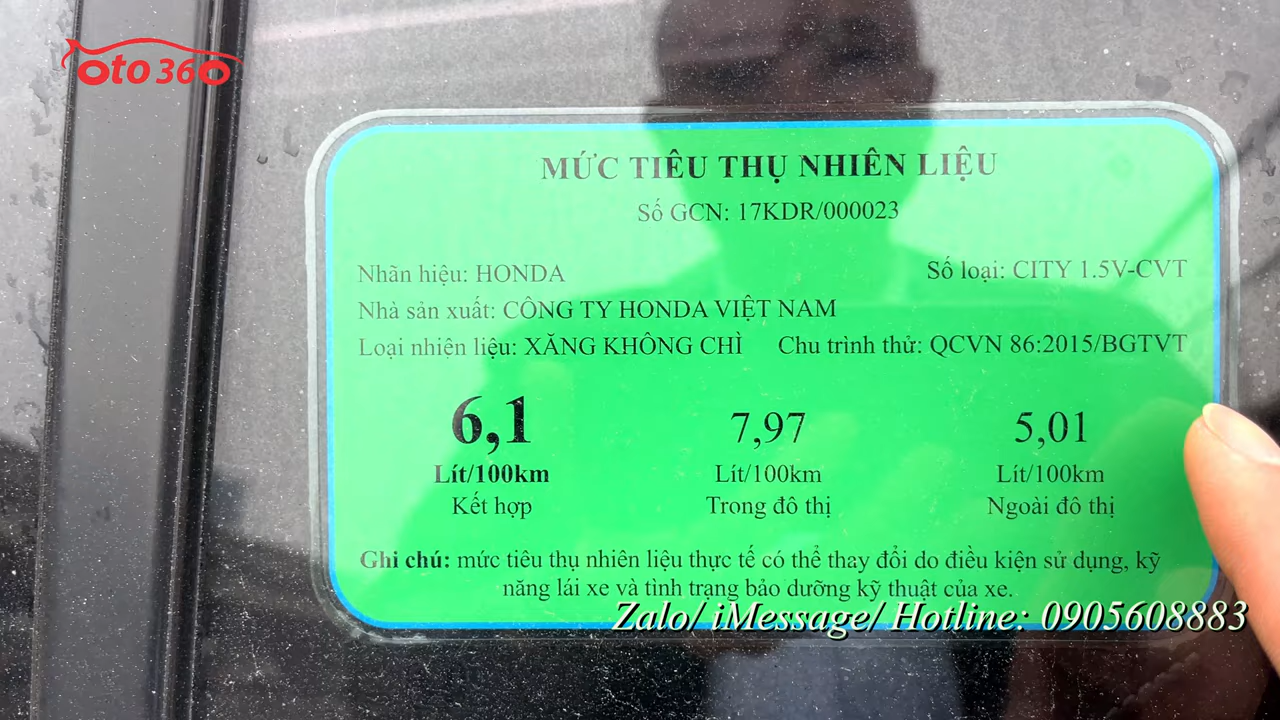 oto 360
MỨC TIÊU THỤ NHIÊN LIỆU
Số GCN: 17KDR/000023
Nhãn hiệu: HONDA Số loại: CITY 1.5V-CVT
Nhà sản xuất: CÔNG TY HONDA VIỆT NAM
Loại nhiên liệu: XĂNG KHÔNG CHÌ Chu trình thử: QCVN 86:2015/BGTVT
6,1 7,97 5,01
Lít/100km Lít/100km Lít/100km
Kết hợp Trong đô thị Ngoài đô thị
Ghi chú: mức tiêu thụ nhiên liệu thực tế có thể thay đổi do điều kiện sử dụng, kỹ
năng lái xe và tình trạng bảo dưỡng kỹ thuật của xe.
Zalo/ iMessage/ Hotline: 0905608883